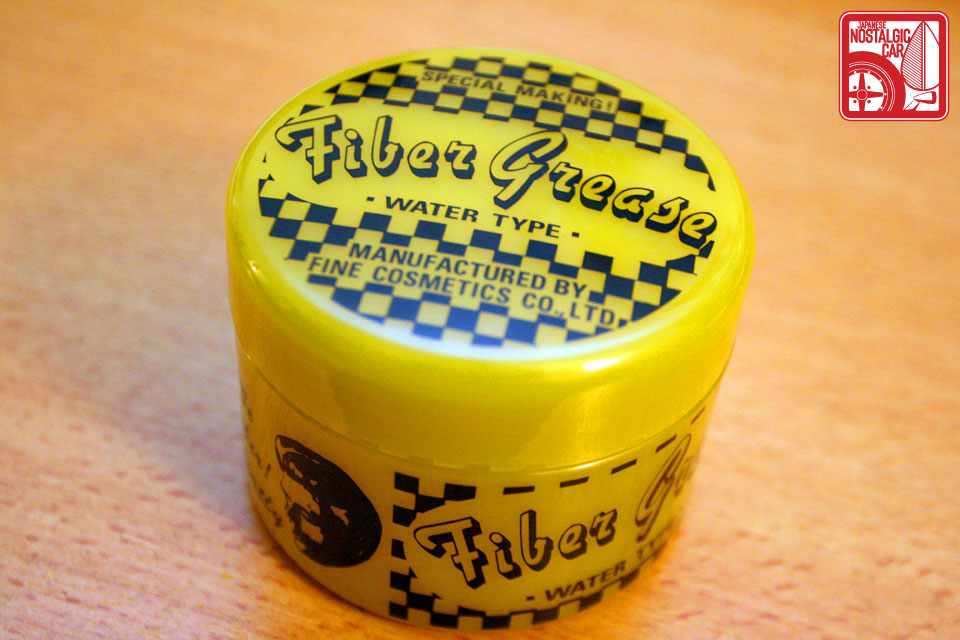 JAPANESE
NOSTALGIC
CAR
SPECIAL MAKING!
Fiber Grease
- WATER TYPE -
MANUFACTURED BY
FINE COSMETICS CO., LTD.
Fiber
- WATER